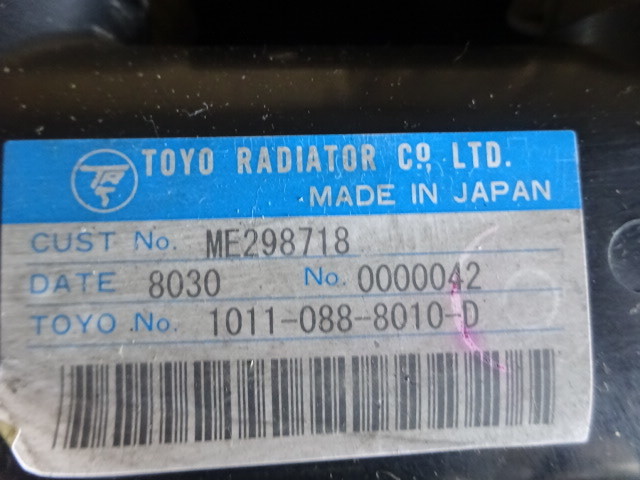 TOYO RADIATOR CO., LTD.
MADE IN JAPAN
CUST No. ME298718
DATE 8030 No. 0000042
TOYO No. 1011-088-8010-D